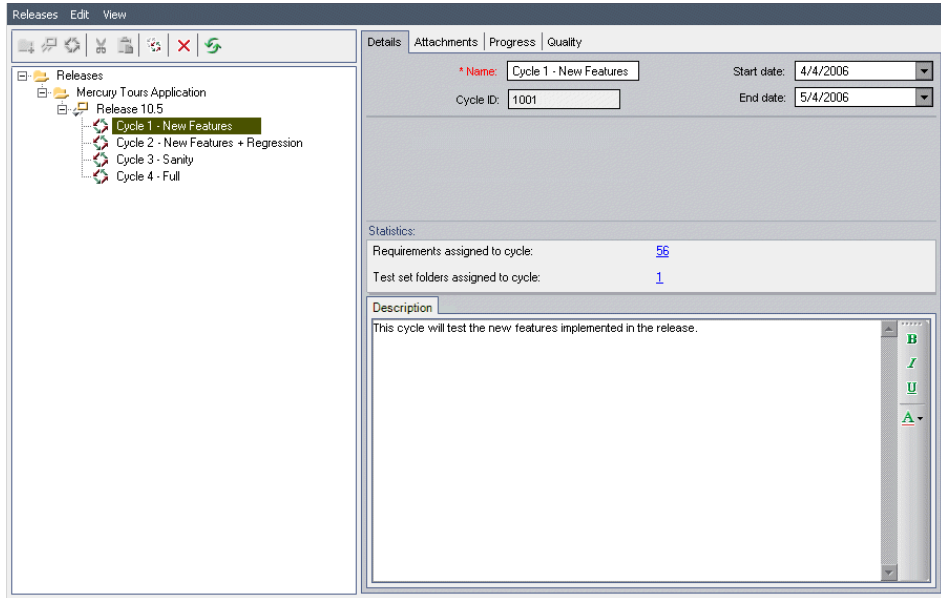 Releases Edit View
Releases
Mercury Tours Application
Release 10.5
Cycle 1 - New Features
Cycle 2 - New Features + Regression
Cycle 3 - Sanity
Cycle 4 - Full
Details Attachments Progress Quality
* Name: Cycle 1 - New Features Start date: 4/4/2006
Cycle ID: 1001 End date: 5/4/2006
Statistics:
Requirements assigned to cycle: 56
Test set folders assigned to cycle: 1
Description
This cycle will test the new features implemented in the release.
B
I
U
A